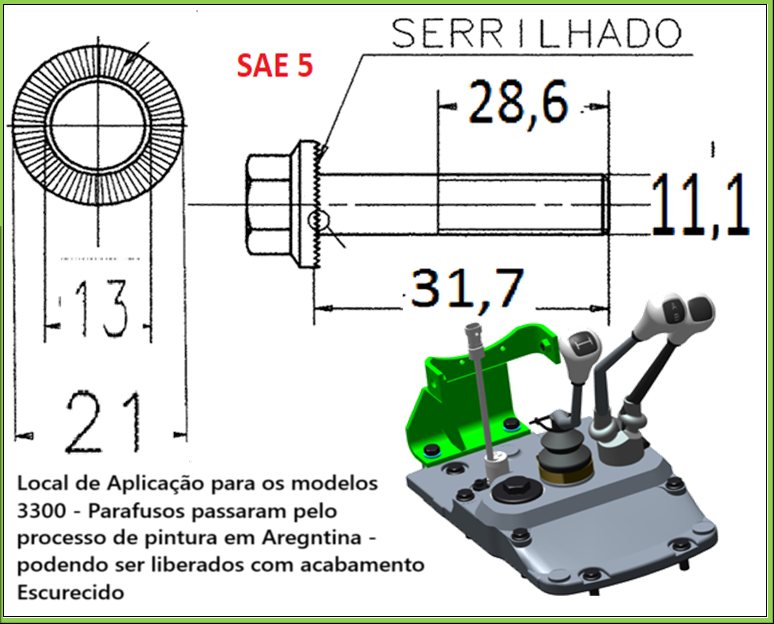 SERRILHADO
SAE 5
28,6
11,1
31,7
13
21
Local de Aplicação para os modelos
3300 - Parafusos passaram pelo
processo de pintura em Aregntina -
podendo ser liberados com acabamento
Escurecido